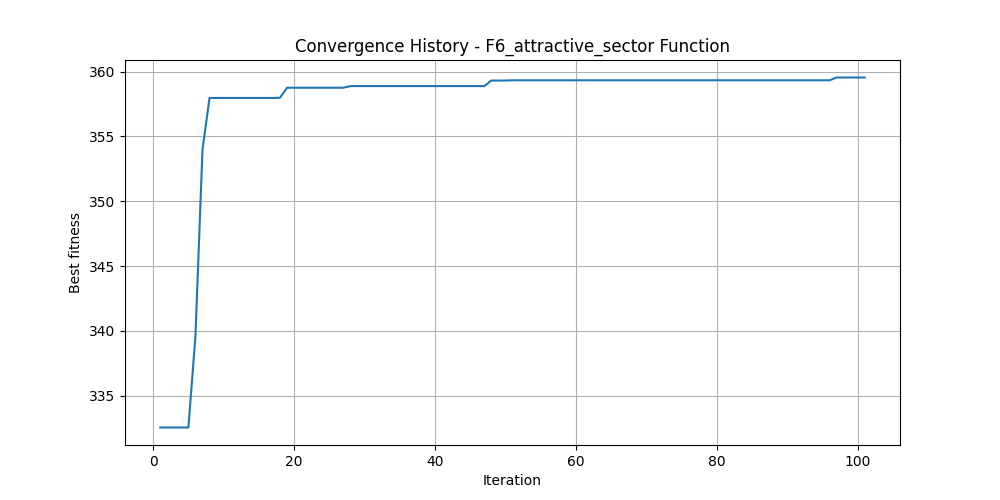 Convergence History - F6_attractive_sector Function
360
355
350
345
340
335
Best fitness
0 20 40 60 80 100
Iteration